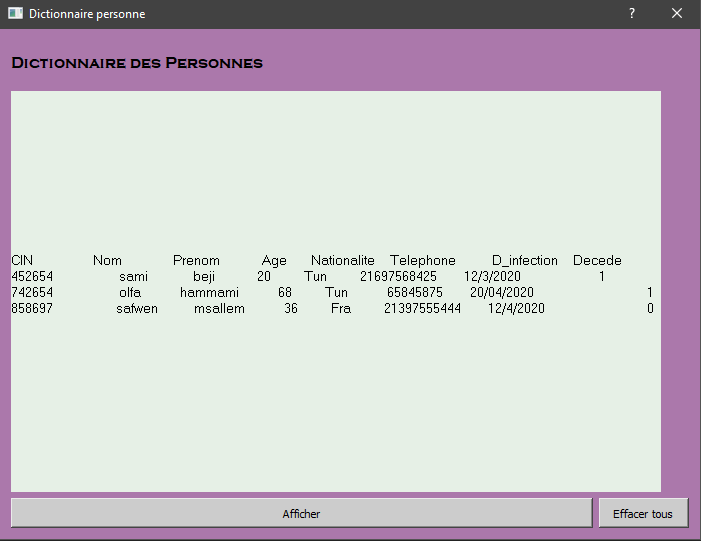 Dictionnaire personne
Dictionnaire des Personnes
CIN Nom Prenom Age Nationalite Telephone D_infection Decede
452654 sami beji 20 Tun 21697568425 12/3/2020 1
742654 olfa hammami 68 Tun 65845875 20/04/2020 1
858697 safwen msallem 36 Fra 21397555444 12/4/2020 0
Afficher Effacer tous